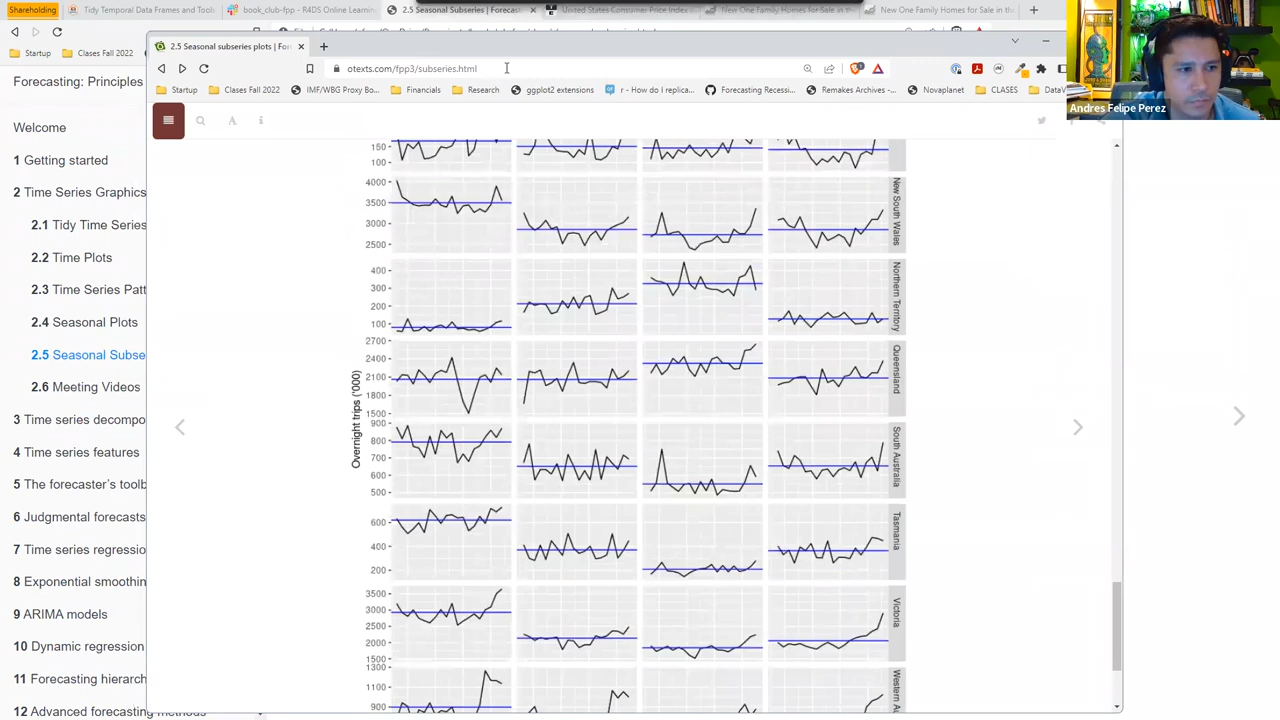 Shareholding
Tidy Temporal Data Frames and Tools
book_club-fpp - R4DS Online Learni
2.5 Seasonal Subseries | Forecas
United States Consumer Price Index
New One Family Homes for Sale in th
New One Family Homes for Sale in th
Startup
Clases Fall 2022
2.5 Seasonal subseries plots | For
otexts.com/fpp3/subseries.html
Startup
Clases Fall 2022
IMF/WBG Proxy Bo...
Financials
Research
ggplot2 extensions
r - How do I replica...
Forecasting Recessi...
Remakes Archives -...
Novaplanet
CLASES
DataV
Andres Felipe Perez
Forecasting: Principles
Welcome
1 Getting started
2 Time Series Graphics
2.1 Tidy Time Series
2.2 Time Plots
2.3 Time Series Patt
2.4 Seasonal Plots
2.5 Seasonal Subse
2.6 Meeting Videos
3 Time series decompo
4 Time series features
5 The forecaster's toolb
6 Judgmental forecasts
7 Time series regressio
8 Exponential smoothin
9 ARIMA models
10 Dynamic regression
11 Forecasting hierarch
12 Advanced forecasting methods
Overnight trips ('000)
150
100
4000
3500
3000
2500
New South Wales
400
300
200
100
Northern Territory
2700
2400
2100
1800
1500
Queensland
900
800
700
600
500
South Australia
600
400
200
Tasmania
3500
3000
2500
2000
1500
Victoria
1300
1100
900
Western Au